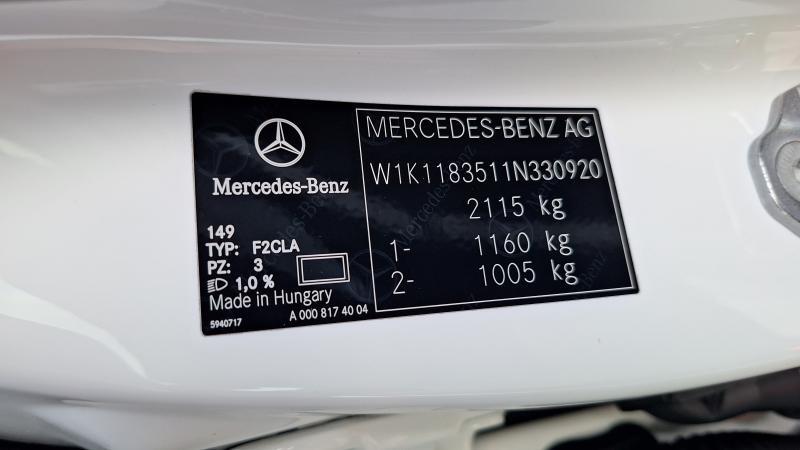 Mercedes-Benz
149
TYP: F2CLA
PZ: 3
1,0 %
Made in Hungary
5940717
A 000 817 40 04
MERCEDES-BENZ AG
W1K1183511N330920
2115 kg
1- 1160 kg
2- 1005 kg